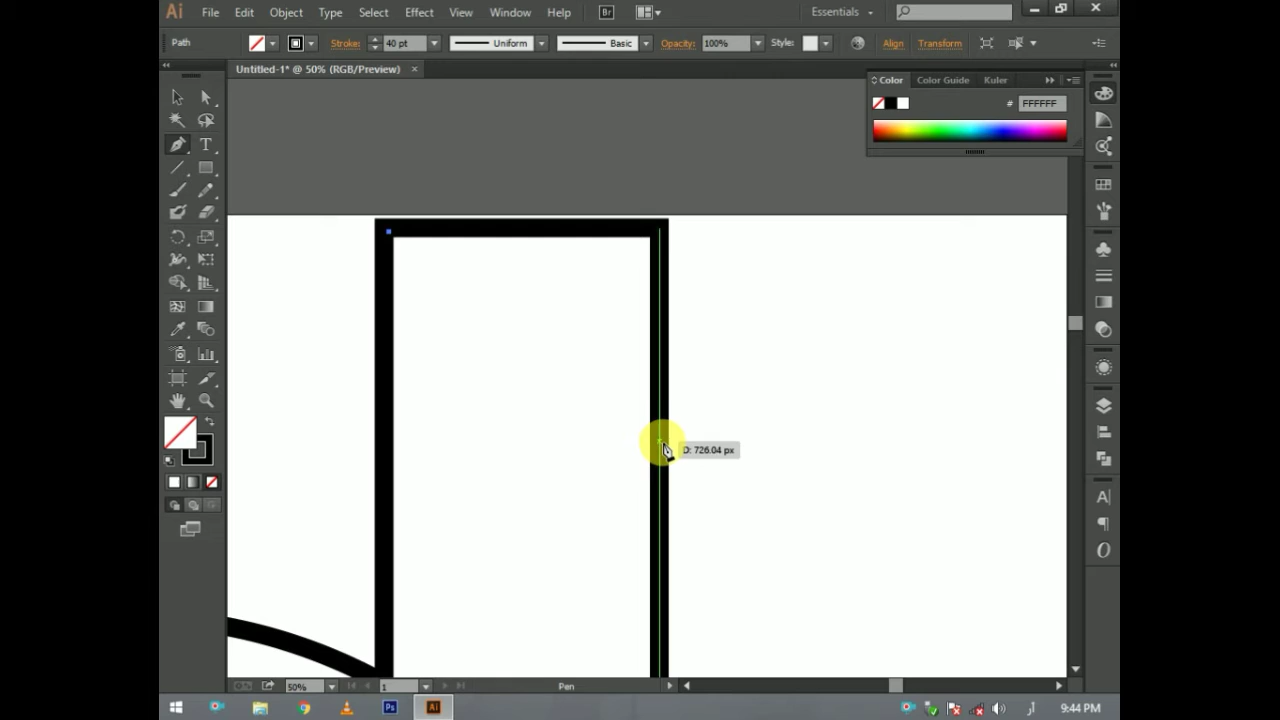 Ai File Edit Object Type Select Effect View Window Help Br Essentials
Path Stroke: 40 pt Uniform Basic Opacity: 100% Style: Align Transform
Untitled-1* @ 50% (RGB/Preview) ×
Color Color Guide Kuler
# FFFFFF
T
D: 726.04 px
A
¶
O
50% 1 Pen
Ps Ai 9:44 PM